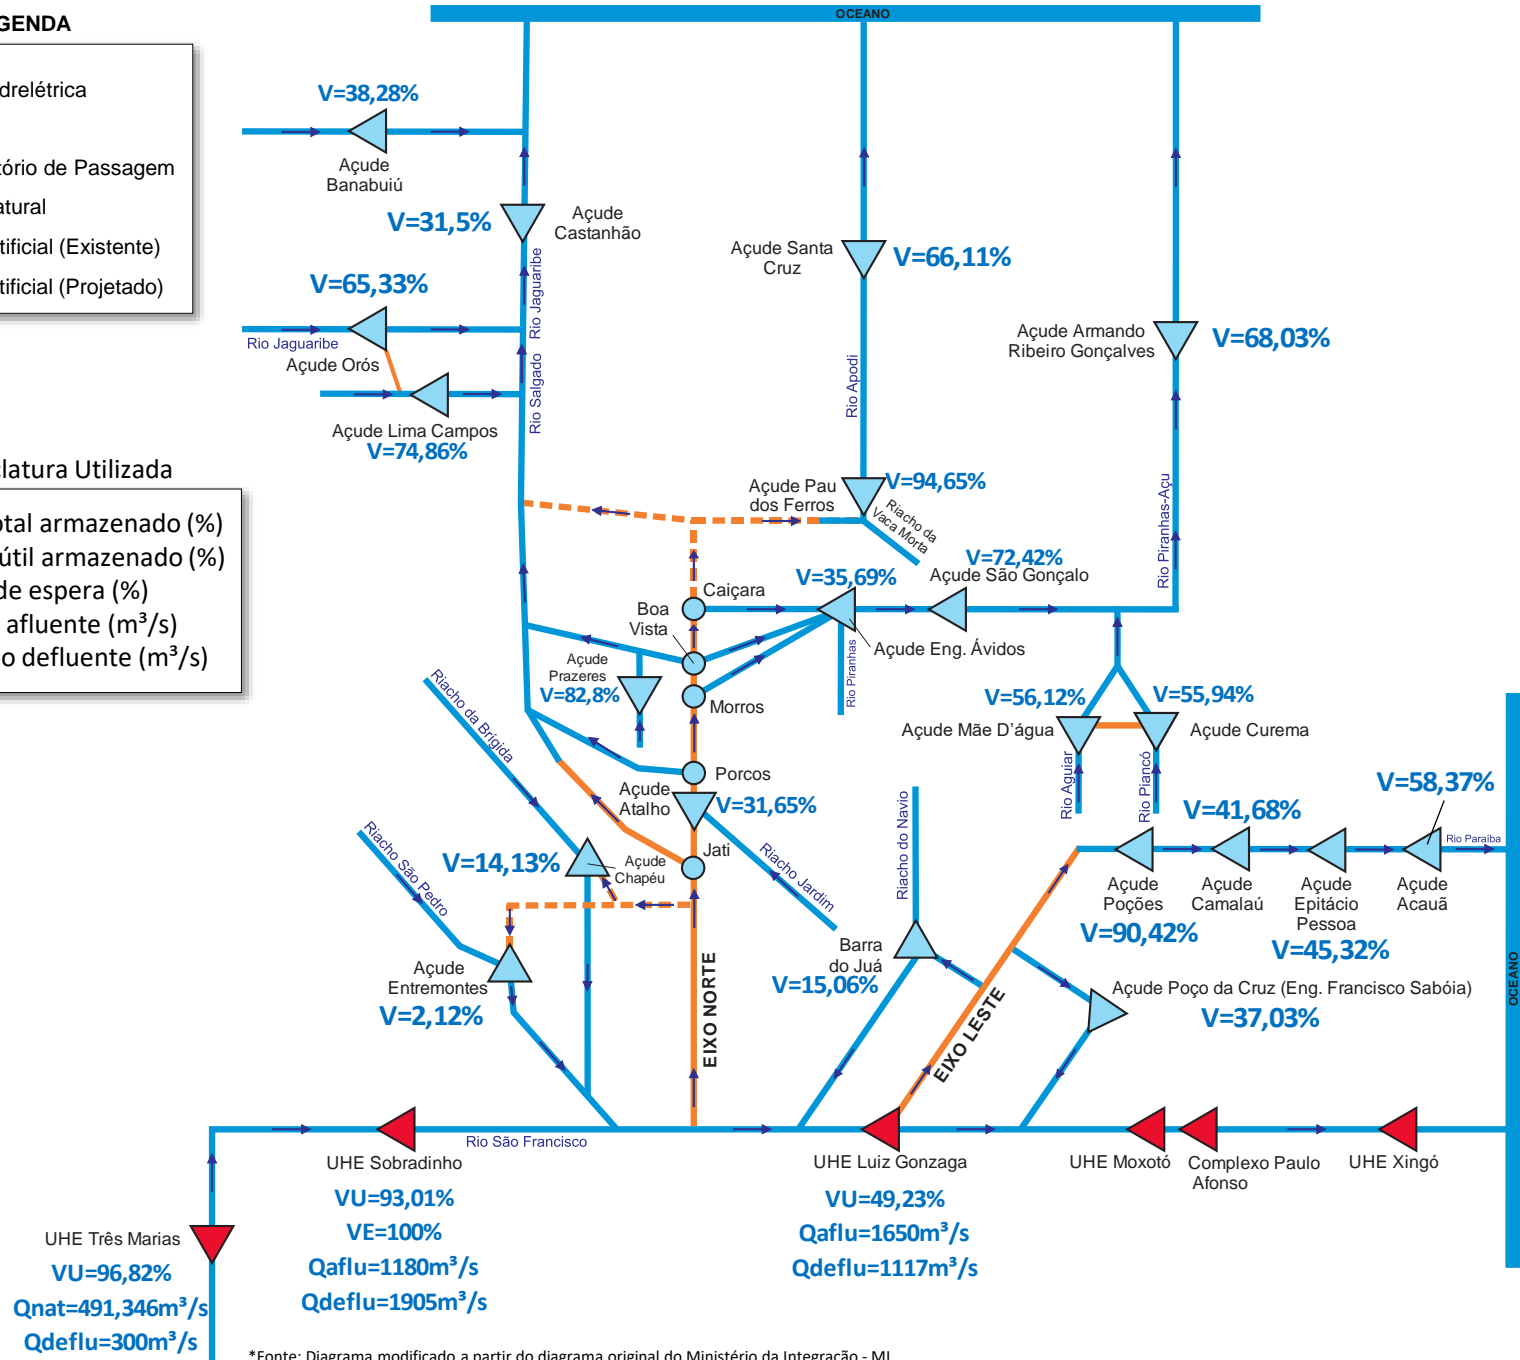 GENDA
drelétrica
tório de Passagem
atural
tificial (Existente)
tificial (Projetado)
clatura Utilizada
otal armazenado (%)
útil armazenado (%)
de espera (%)
afluente (m³/s)
o defluente (m³/s)
OCEANO
V=38,28%
Açude
Banabuiú
V=31,5%
Açude
Castanhão
Rio Jaguaribe
V=65,33%
Rio Jaguaribe
Açude Orós
Rio Salgado
Açude Lima Campos
V=74,86%
Açude Santa
Cruz
V=66,11%
Rio Apodi
Açude Armando
Ribeiro Gonçalves
V=68,03%
Rio Piranhas-Açu
Açude Pau
dos Ferros
V=94,65%
Riacho da
Vaca Morta
V=72,42%
Açude São Gonçalo
V=35,69%
Caiçara
Boa
Vista
Açude Eng. Ávidos
Rio Piranhas
Açude
Prazeres
V=82,8%
Morros
Riacho da Brígida
V=56,12%
V=55,94%
Açude Mãe D'água
Açude Curema
Rio Aguiar
Rio Piancó
Porcos
Açude
Atalho
V=31,65%
Jati
Riacho Jardim
Riacho São Pedro
V=14,13%
Açude
Chapéu
Riacho do Navio
V=58,37%
V=41,68%
Rio Paraíba
Açude
Poções
V=90,42%
Açude
Camalaú
Açude
Epitácio
Pessoa
V=45,32%
Açude
Acauã
OCEANO
Açude
Entremontes
V=2,12%
EIXO NORTE
Barra
do Juá
V=15,06%
EIXO LESTE
Açude Poço da Cruz (Eng. Francisco Sabóia)
V=37,03%
Rio São Francisco
UHE Sobradinho
VU=93,01%
VE=100%
Qaflu=1180m³/s
Qdeflu=1905m³/s
UHE Luiz Gonzaga
VU=49,23%
Qaflu=1650m³/s
Qdeflu=1117m³/s
UHE Moxotó
Complexo Paulo
Afonso
UHE Xingó
UHE Três Marias
VU=96,82%
Qnat=491,346m³/s
Qdeflu=300m³/s
*Fonte: Diagrama modificado a partir do diagrama original do Ministério da Integração - MI